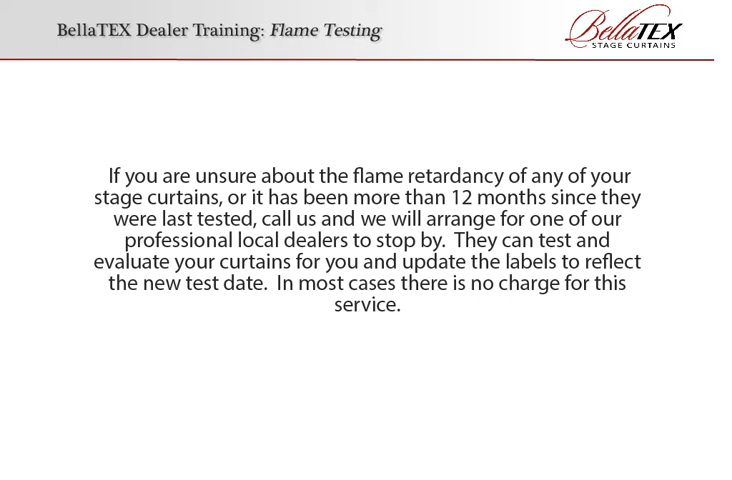 BellaTEX Dealer Training: Flame Testing
BellaTEX
STAGE CURTAINS
If you are unsure about the flame retardancy of any of your
stage curtains, or it has been more than 12 months since they
were last tested, call us and we will arrange for one of our
professional local dealers to stop by.  They can test and
evaluate your curtains for you and update the labels to reflect
the new test date.  In most cases there is no charge for this
service.